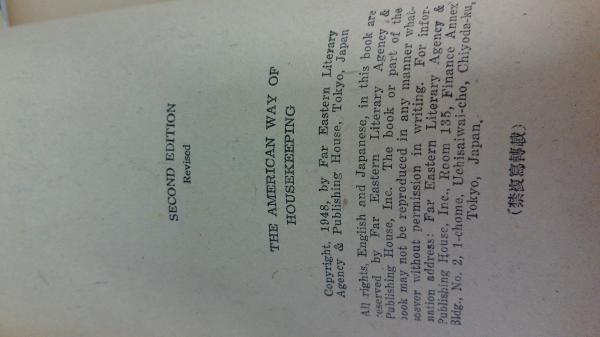 SECOND EDITION
Revised
THE AMERICAN WAY OF
HOUSEKEEPING
Copyright, 1948, by Far Eastern Literary
Agency & Publishing House, Tokyo, Japan
All rights, English and Japanese, in this book are
reserved by Far Eastern Literary Agency &
Publishing House, Inc. The book or part of the
book may not be reproduced in any manner what-
soever without permission in writing. For infor-
mation address: Far Eastern Literary Agency &
Publishing House, Inc., Room 135, Finance Annex
Bldg., No. 2, 1-chome, Uchisaiwai-cho, Chiyoda-ku,
Tokyo, Japan.
(禁復寫轉載)